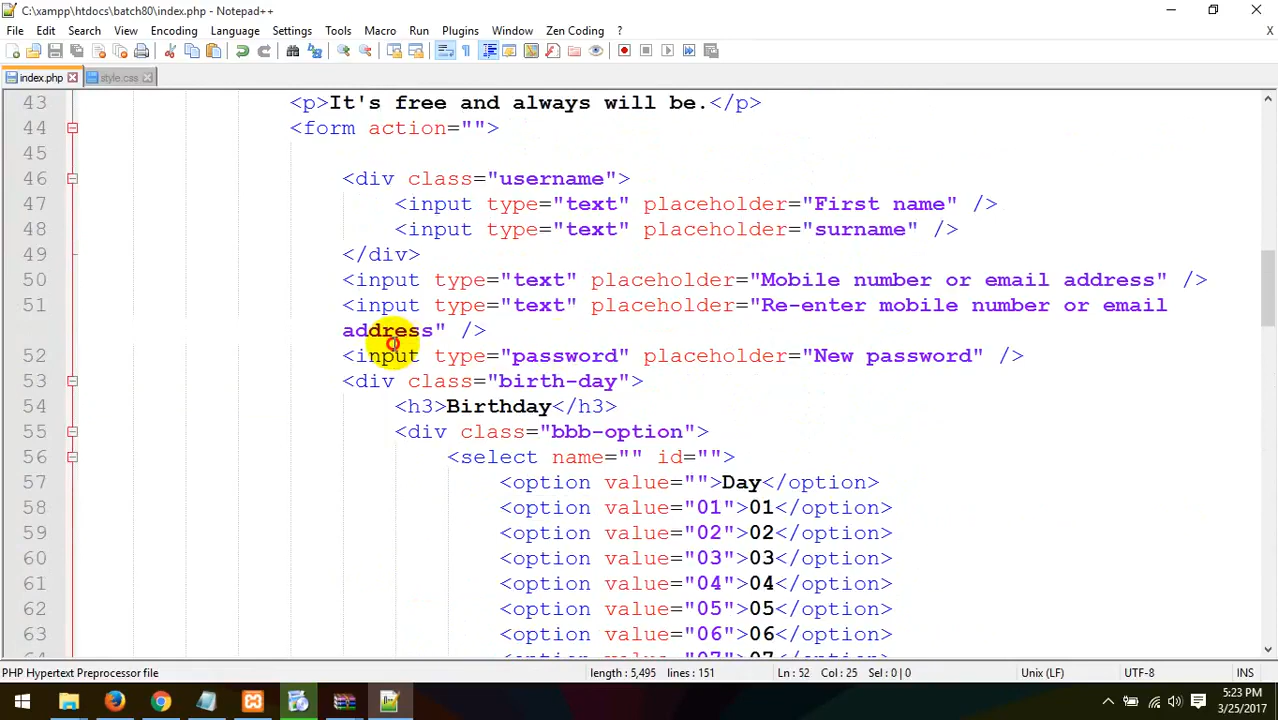 C:\xampp\htdocs\batch80\index.php - Notepad++
File Edit Search View Encoding Language Settings Tools Macro Run Plugins Window Zen Coding ?
X
index.php style.css
43 <p>It's free and always will be.</p>
44 <form action="">
45
46 <div class="username">
47 <input type="text" placeholder="First name" />
48 <input type="text" placeholder="surname" />
49 </div>
50 <input type="text" placeholder="Mobile number or email address" />
51 <input type="text" placeholder="Re-enter mobile number or email
address" />
52 <input type="password" placeholder="New password" />
53 <div class="birth-day">
54 <h3>Birthday</h3>
55 <div class="bbb-option">
56 <select name="" id="">
57 <option value="">Day</option>
58 <option value="01">01</option>
59 <option value="02">02</option>
60 <option value="03">03</option>
61 <option value="04">04</option>
62 <option value="05">05</option>
63 <option value="06">06</option>
PHP Hypertext Preprocessor file length : 5,495 lines : 151 Ln : 52 Col : 25 Sel : 0 | 0 Unix (LF) UTF-8 INS
5:23 PM
3/25/2017